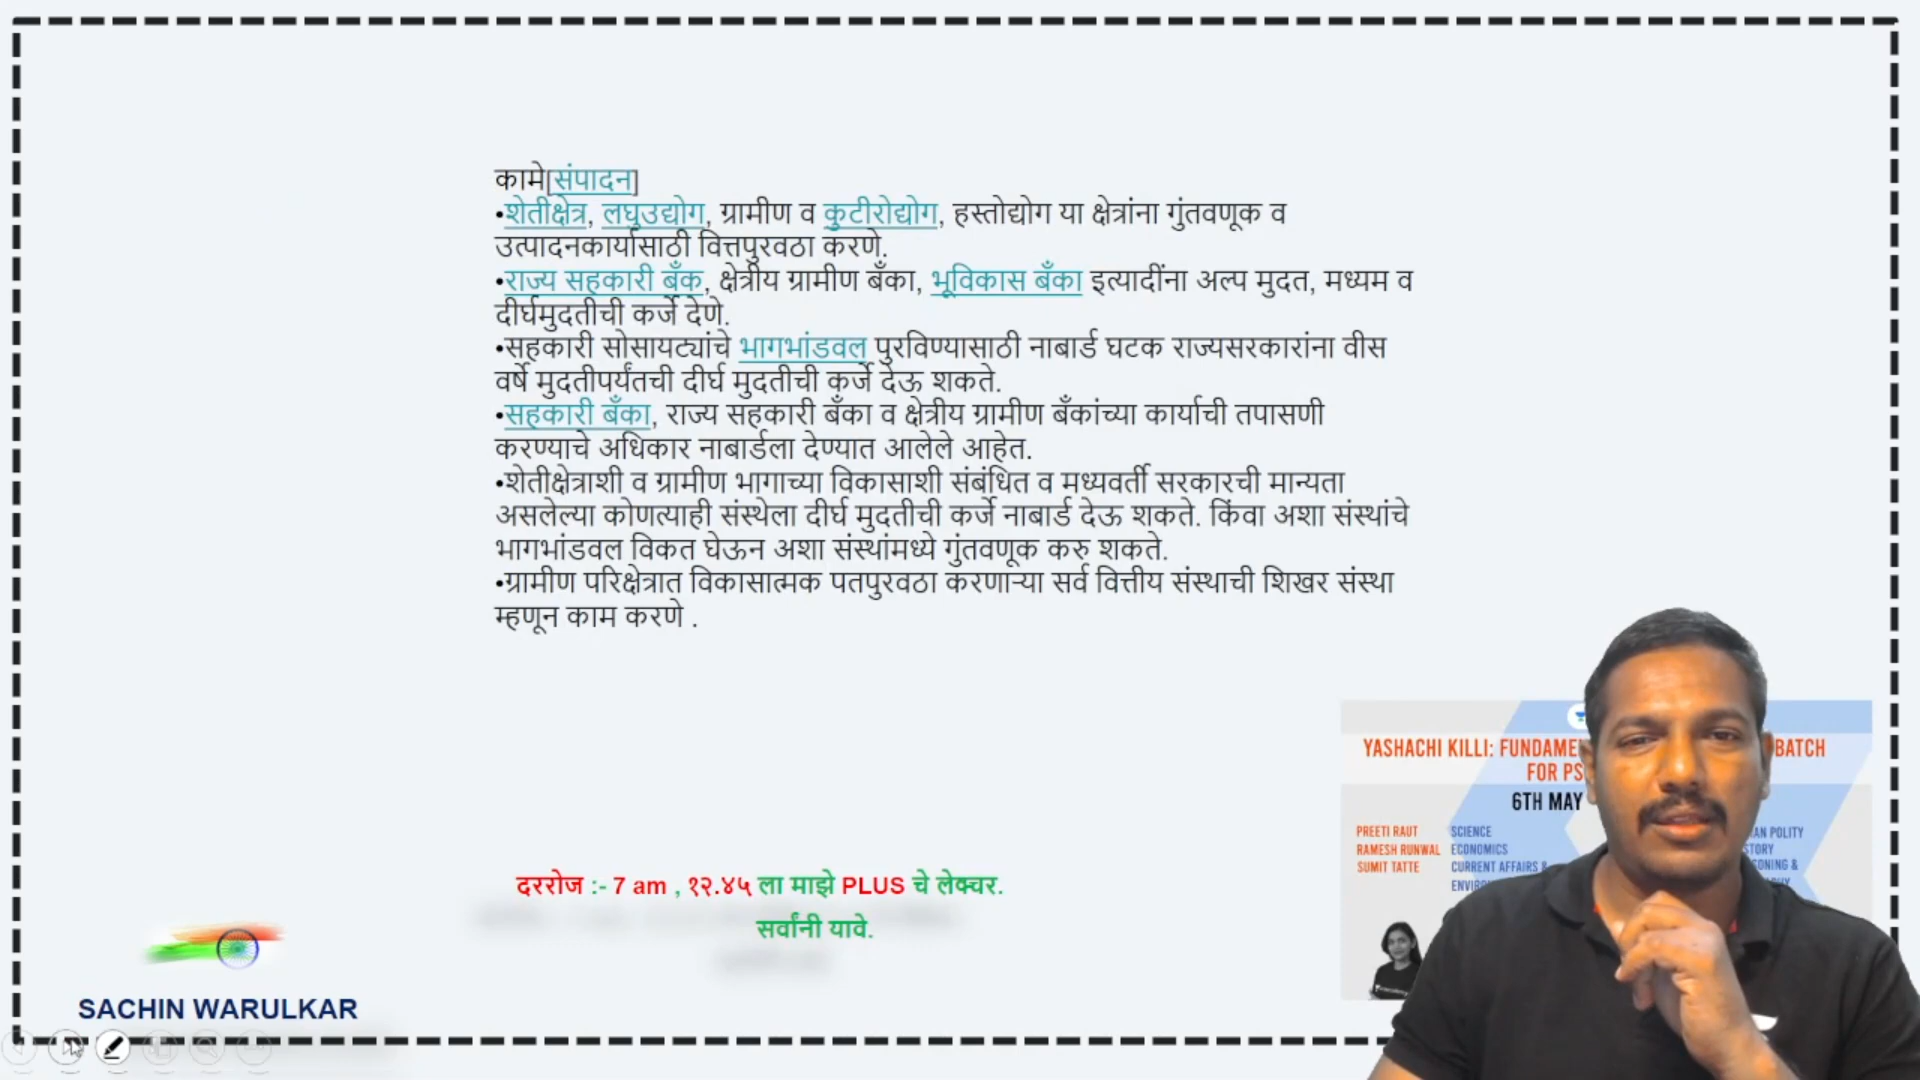 कामे[संपादन]
•शेतीक्षेत्र, लघुउद्योग, ग्रामीण व कुटीरोद्योग, हस्तोद्योग या क्षेत्रांना गुंतवणूक व
उत्पादनकार्यासाठी वित्तपुरवठा करणे.
•राज्य सहकारी बँक, क्षेत्रीय ग्रामीण बँका, भूविकास बँका इत्यादींना अल्प मुदत, मध्यम व
दीर्घमुदतीची कर्जे देणे.
•सहकारी सोसायट्यांचे भागभांडवल पुरविण्यासाठी नाबार्ड घटक राज्यसरकारांना वीस
वर्षे मुदतीपर्यंतची दीर्घ मुदतीची कर्जे देऊ शकते.
•सहकारी बँका, राज्य सहकारी बँका व क्षेत्रीय ग्रामीण बँकांच्या कार्याची तपासणी
करण्याचे अधिकार नाबार्डला देण्यात आलेले आहेत.
•शेतीक्षेत्राशी व ग्रामीण भागाच्या विकासाशी संबंधित व मध्यवर्ती सरकारची मान्यता
असलेल्या कोणत्याही संस्थेला दीर्घ मुदतीची कर्जे नाबार्ड देऊ शकते. किंवा अशा संस्थांचे
भागभांडवल विकत घेऊन अशा संस्थांमध्ये गुंतवणूक करु शकते.
•ग्रामीण परिक्षेत्रात विकासात्मक पतपुरवठा करणाऱ्या सर्व वित्तीय संस्थाची शिखर संस्था
म्हणून काम करणे .
YASHACHI KILLI: BATCH
FOR
6TH MAY
PREETI RAUT SCIENCE POLITY
RAMESH RUNWAL ECONOMICS
SUMIT TATTE CURRENT AFFAIRS &
दररोज :- 7 am , १२.४५ ला माझे PLUS चे लेक्चर.
सर्वांनी यावे.
SACHIN WARULKAR